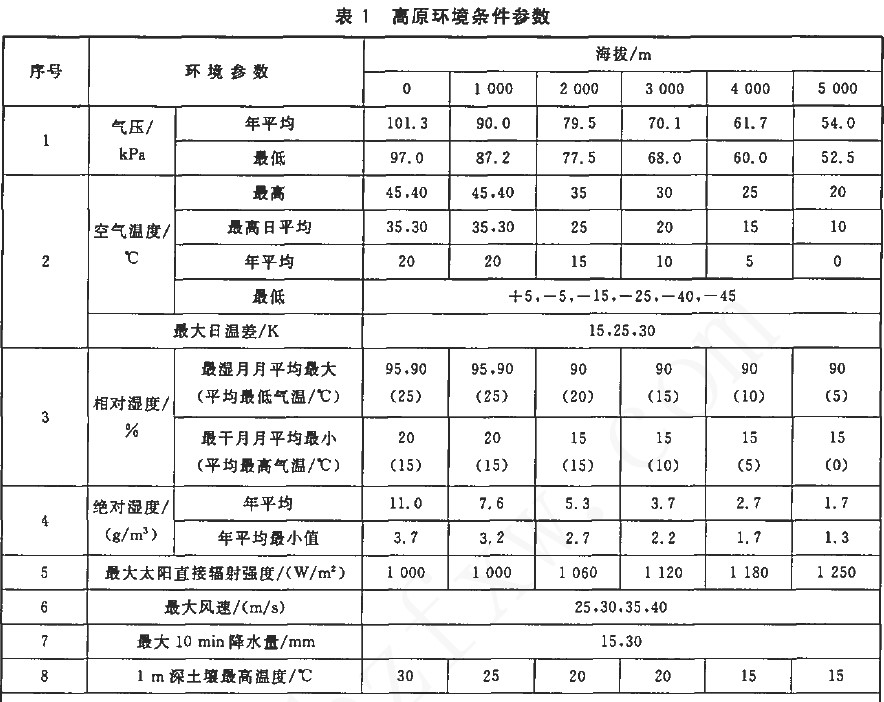 表 1 高原环境条件参数
序号 环境参数 海拔/m
0 1 000 2 000 3 000 4 000 5 000
1 气压/kPa 年平均 101.3 90.0 79.5 70.1 61.7 54.0
最低 97.0 87.2 77.5 68.0 60.0 52.5
2 空气温度/℃ 最高 45,40 45,40 35 30 25 20
最高日平均 35,30 35,30 25 20 15 10
年平均 20 20 15 10 5 0
最低 +5,-5,-15,-25,-40,-45
最大日温差/K 15,25,30
3 相对湿度/% 最湿月月平均最大 95,90 95,90 90 90 90 90
(平均最低气温/℃) (25) (25) (20) (15) (10) (5)
最干月月平均最小 20 20 15 15 15 15
(平均最高气温/℃) (15) (15) (15) (10) (5) (0)
4 绝对湿度/(g/m³) 年平均 11.0 7.6 5.3 3.7 2.7 1.7
年平均最小值 3.7 3.2 2.7 2.2 1.7 1.3
5 最大太阳直接辐射强度/(W/m²) 1 000 1 000 1 060 1 120 1 180 1 250
6 最大风速/(m/s) 25,30,35,40
7 最大 10 min 降水量/mm 15,30
8 1 m 深土壤最高温度/℃ 30 25 20 20 15 15